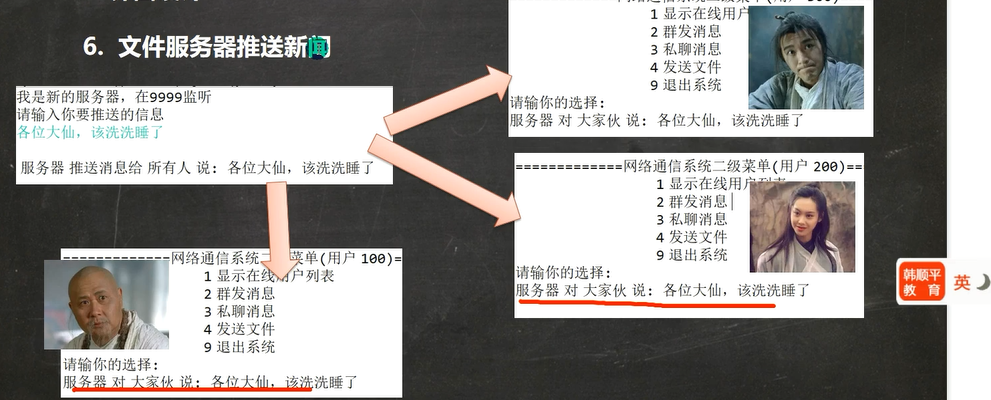 6. 文件服务器推送新闻
我是新的服务器，在9999监听
请输入你要推送的信息
各位大仙，该洗洗睡了
服务器 推送消息给 所有人 说：各位大仙，该洗洗睡了
1 显示在线用户
2 群发消息
3 私聊消息
4 发送文件
9 退出系统
请输你的选择：
服务器 对 大家伙 说：各位大仙，该洗洗睡了
=============网络通信系统二级菜单(用户 200)==
1 显示在线用户列表
2 群发消息
3 私聊消息
4 发送文件
9 退出系统
请输你的选择：
服务器 对 大家伙 说：各位大仙，该洗洗睡了
=============网络通信系统二级菜单(用户 100)=
1 显示在线用户列表
2 群发消息
3 私聊消息
4 发送文件
9 退出系统
请输你的选择：
服务器 对 大家伙 说：各位大仙，该洗洗睡了
韩顺平
教育
英